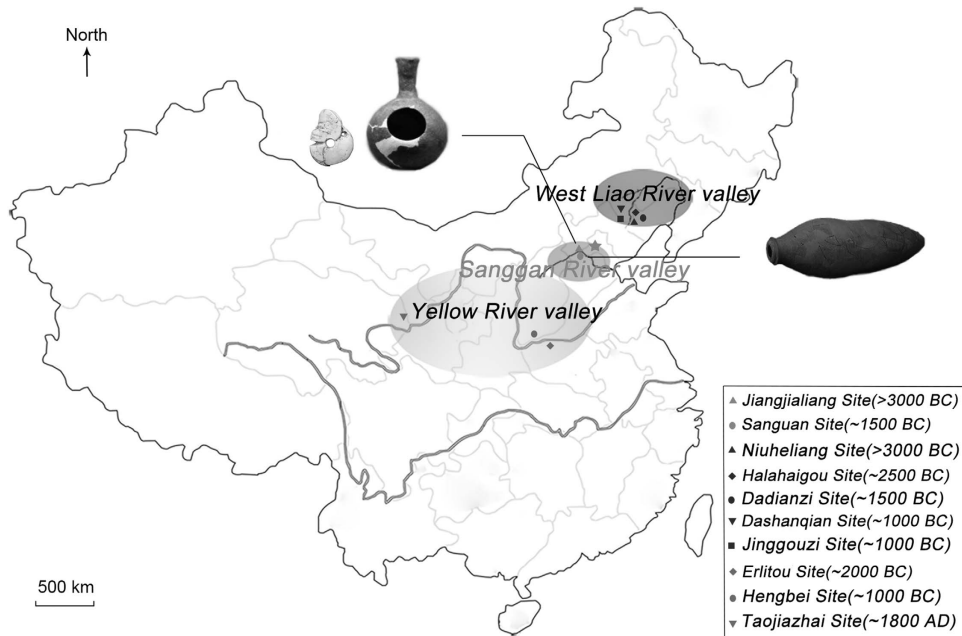 North
West Liao River valley
Sanggan River valley
Yellow River valley
Jiangjialiang Site(>3000 BC)
Sanguan Site(~1500 BC)
Niuheliang Site(>3000 BC)
Halahaigou Site(~2500 BC)
Dadianzi Site(~1500 BC)
Dashanqian Site(~1000 BC)
Jinggouzi Site(~1000 BC)
Erlitou Site(~2000 BC)
Hengbei Site(~1000 BC)
Taojiazhai Site(~1800 AD)
500 km